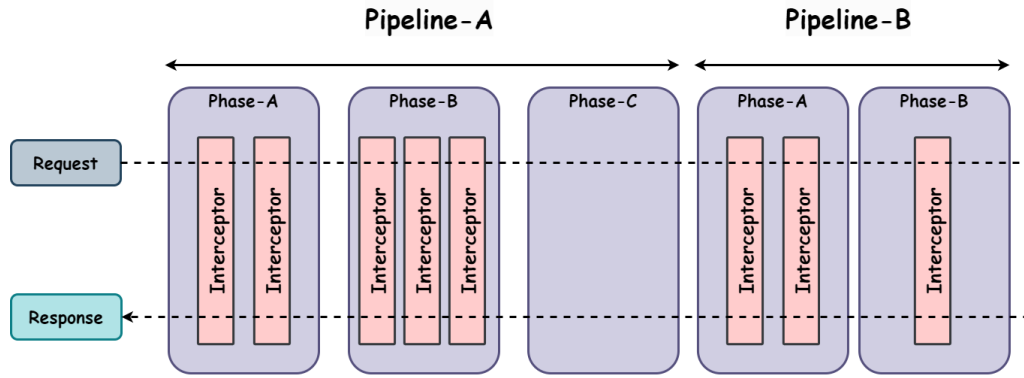 Pipeline-A
Pipeline-B
Phase-A
Phase-B
Phase-C
Phase-A
Phase-B
Request
Interceptor
Interceptor
Interceptor
Interceptor
Interceptor
Interceptor
Interceptor
Interceptor
Response